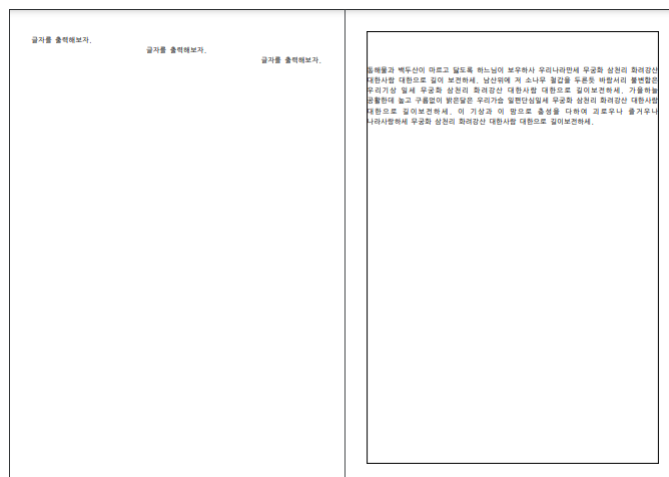 글자를 출력해보자.
글자를 출력해보자.
글자를 출력해보자.
동해물과 백두산이 마르고 닳도록 하느님이 보우하사 우리나라만세 무궁화 삼천리 화려강산
대한사람 대한으로 길이 보전하세. 남산위에 저 소나무 철갑을 두른듯 바람서리 불변함은
우리기상 일세 무궁화 삼천리 화려강산 대한사람 대한으로 길이보전하세. 가을하늘
공활한데 높고 구름없이 밝은달은 우리가슴 일편단심일세 무궁화 삼천리 화려강산 대한사람
대한으로 길이보전하세. 이 기상과 이 맘으로 충성을 다하여 괴로우나 즐거우나
나라사랑하세 무궁화 삼천리 화려강산 대한사람 대한으로 길이보전하세.